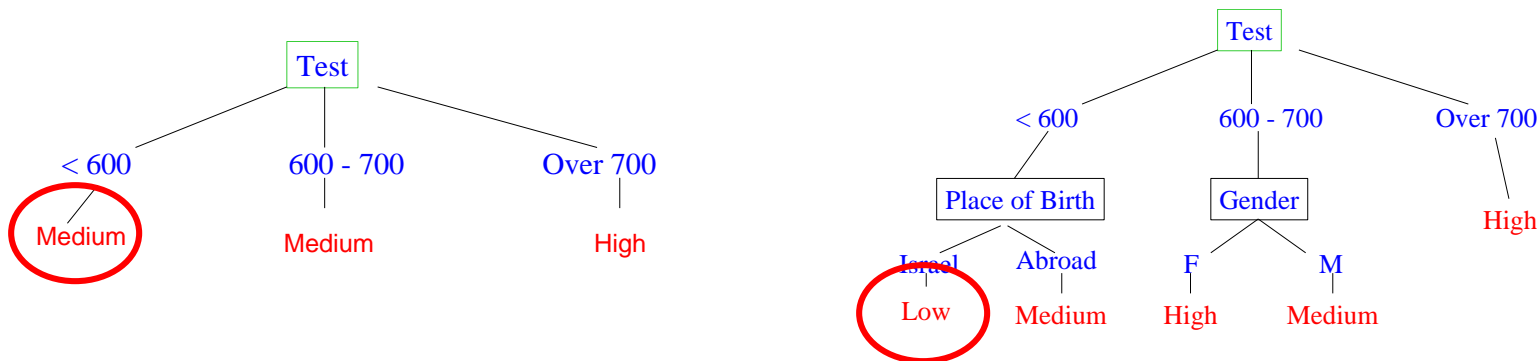 Test
< 600 600 - 700 Over 700
Medium Medium High
Test
< 600 600 - 700 Over 700
Place of Birth Gender High
Israel Abroad F M
Low Medium High Medium